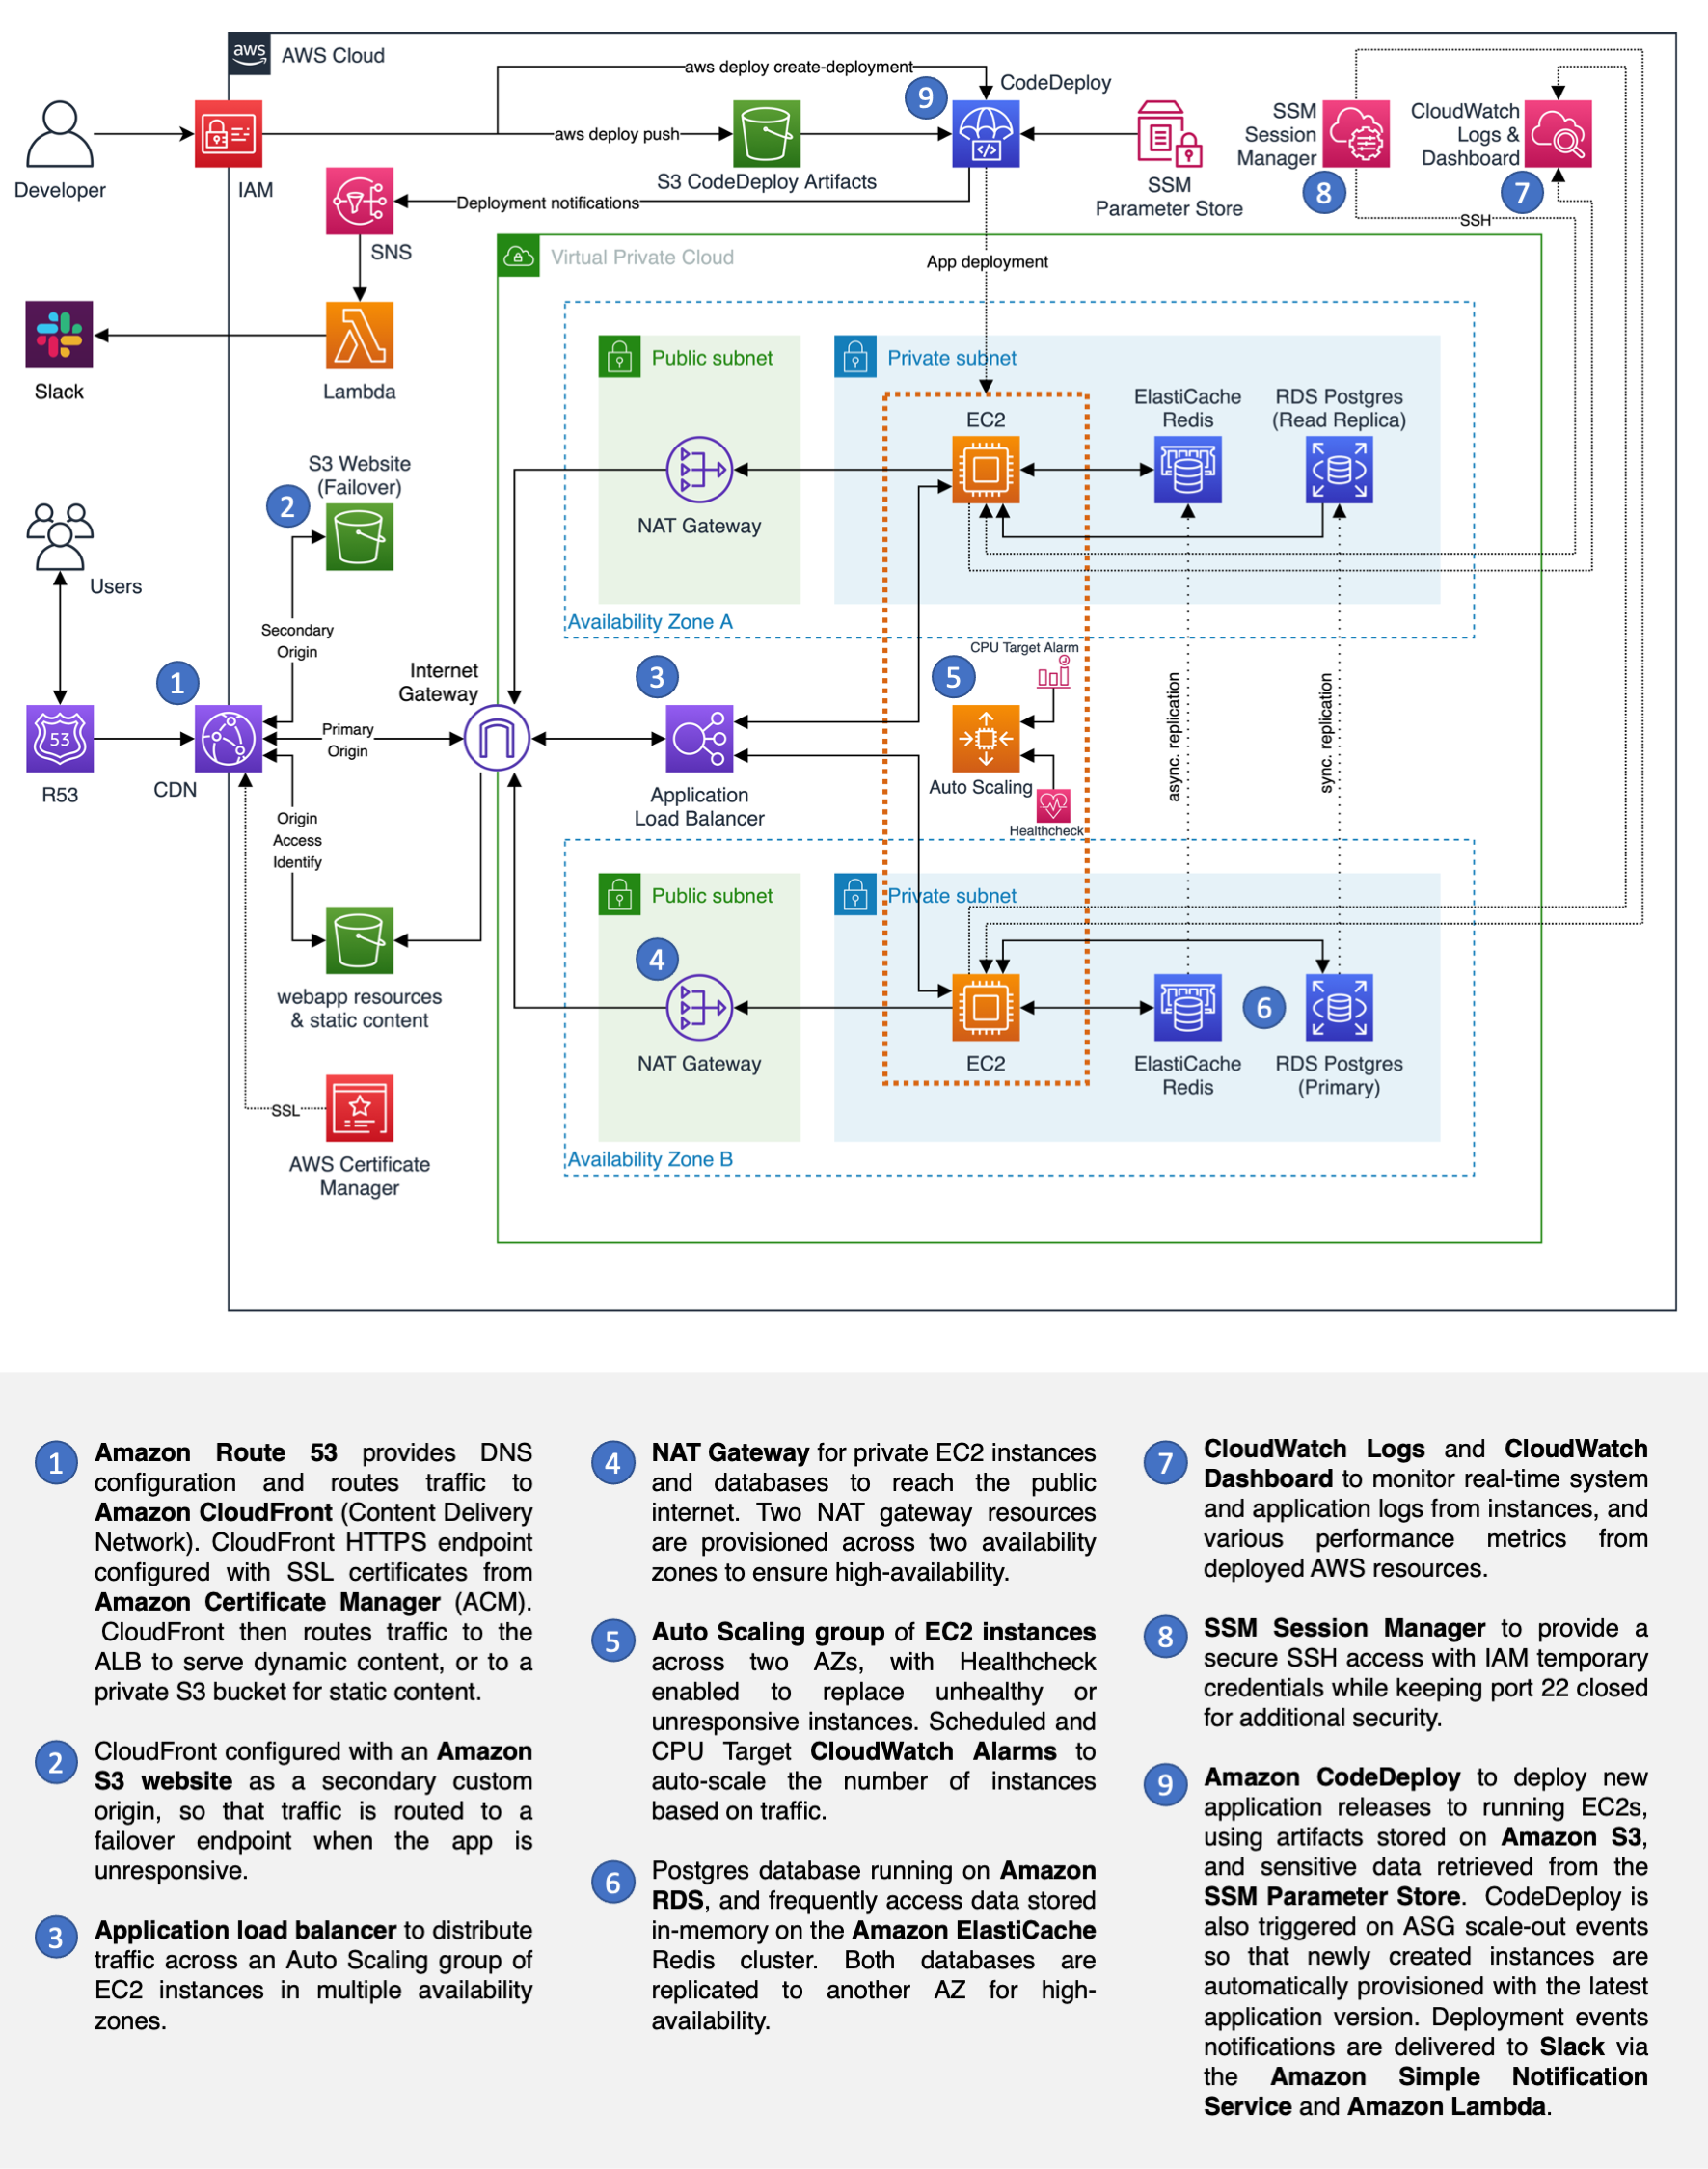 aws
AWS Cloud
aws deploy create-deployment
9
CodeDeploy
SSM
Session
Manager
8
CloudWatch
Logs &
Dashboard
7
Developer
IAM
aws deploy push
S3 CodeDeploy Artifacts
SSM
Parameter Store
Deployment notifications
SNS
SSH
Virtual Private Cloud
App deployment
Slack
Lambda
Public subnet
Private subnet
EC2
ElastiCache
Redis
RDS Postgres
(Read Replica)
NAT Gateway
S3 Website
(Failover)
2
Users
Availability Zone A
Secondary
Origin
1
Internet
Gateway
3
5
CPU Target Alarm
async. replication
sync. replication
53
R53
CDN
Primary
Origin
Application
Load Balancer
Auto Scaling
Healthcheck
Origin
Access
Identify
Public subnet
Private subnet
4
NAT Gateway
EC2
ElastiCache
Redis
6
RDS Postgres
(Primary)
webapp resources
& static content
SSL
AWS Certificate
Manager
Availability Zone B
1
Amazon Route 53 provides DNS
configuration and routes traffic to
Amazon CloudFront (Content Delivery
Network). CloudFront HTTPS endpoint
configured with SSL certificates from
Amazon Certificate Manager (ACM).
CloudFront then routes traffic to the
ALB to serve dynamic content, or to a
private S3 bucket for static content.
2
CloudFront configured with an Amazon
S3 website as a secondary custom
origin, so that traffic is routed to a
failover endpoint when the app is
unresponsive.
3
Application load balancer to distribute
traffic across an Auto Scaling group of
EC2 instances in multiple availability
zones.
4
NAT Gateway for private EC2 instances
and databases to reach the public
internet. Two NAT gateway resources
are provisioned across two availability
zones to ensure high-availability.
5
Auto Scaling group of EC2 instances
across two AZs, with Healthcheck
enabled to replace unhealthy or
unresponsive instances. Scheduled and
CPU Target CloudWatch Alarms to
auto-scale the number of instances
based on traffic.
6
Postgres database running on Amazon
RDS, and frequently access data stored
in-memory on the Amazon ElastiCache
Redis cluster. Both databases are
replicated to another AZ for high-
availability.
7
CloudWatch Logs and CloudWatch
Dashboard to monitor real-time system
and application logs from instances, and
various performance metrics from
deployed AWS resources.
8
SSM Session Manager to provide a
secure SSH access with IAM temporary
credentials while keeping port 22 closed
for additional security.
9
Amazon CodeDeploy to deploy new
application releases to running EC2s,
using artifacts stored on Amazon S3,
and sensitive data retrieved from the
SSM Parameter Store. CodeDeploy is
also triggered on ASG scale-out events
so that newly created instances are
automatically provisioned with the latest
application version. Deployment events
notifications are delivered to Slack via
the Amazon Simple Notification
Service and Amazon Lambda.